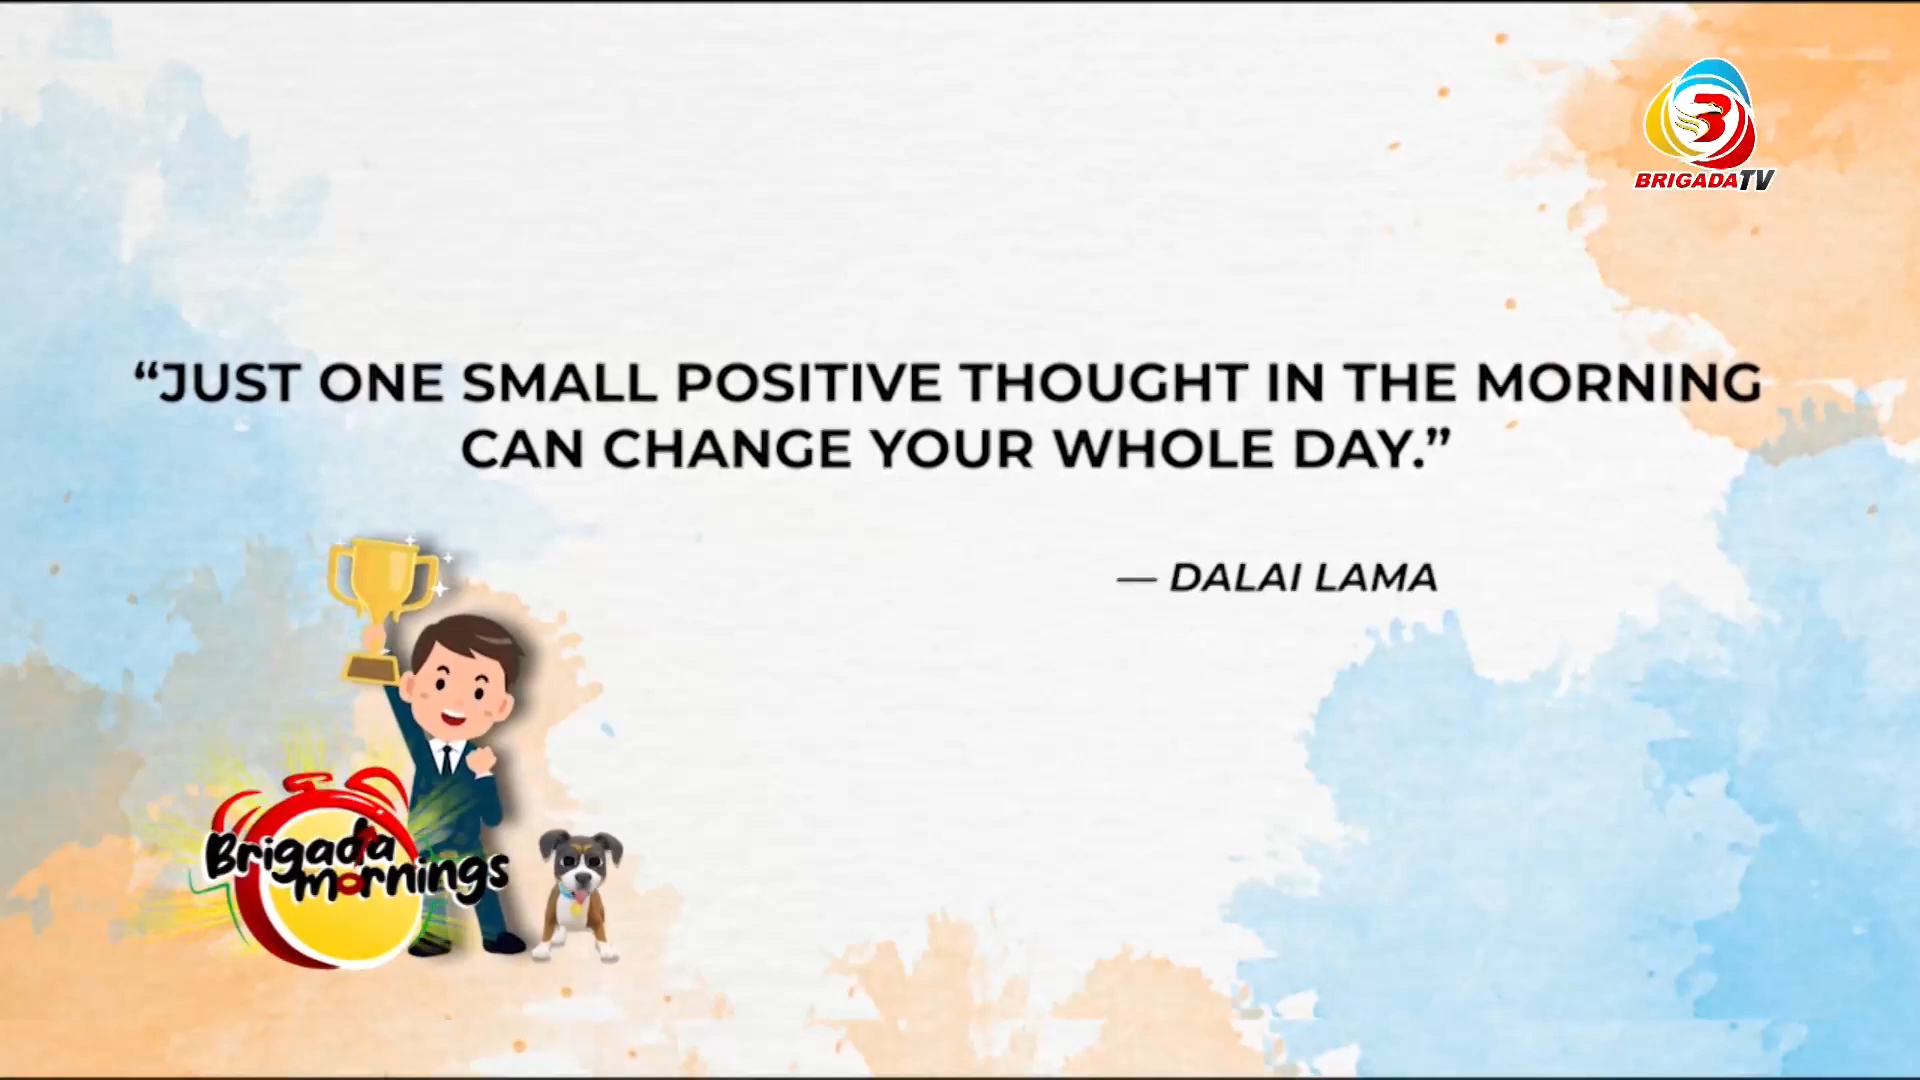 BRIGADATV
“JUST ONE SMALL POSITIVE THOUGHT IN THE MORNING
CAN CHANGE YOUR WHOLE DAY.”
— DALAI LAMA
Brigada
mornings